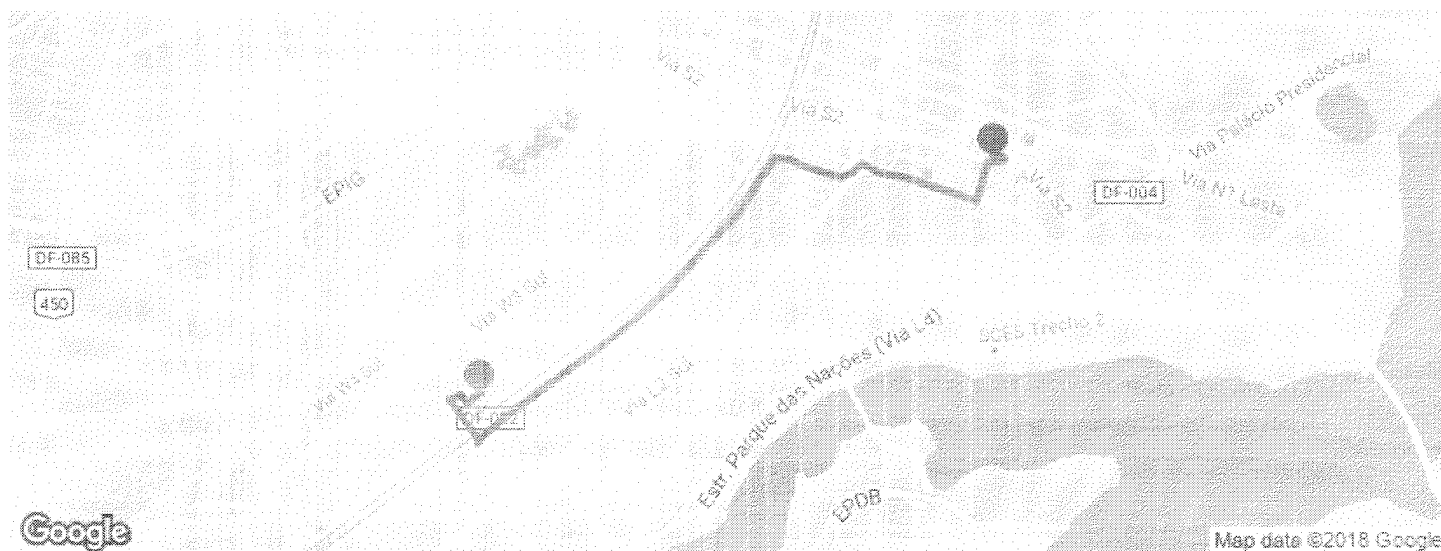 Via S2
Via S2
Via Palácio Presidencial
EPIG
DF-004
Via N1 Leste
DF-085
450
Via W3 Sul
SCES Trecho 2
Via W3 Sul
Via L2 Sul
Estr. Parque das Nações (Via L4)
EPDB
Google
Map data ©2018 Google